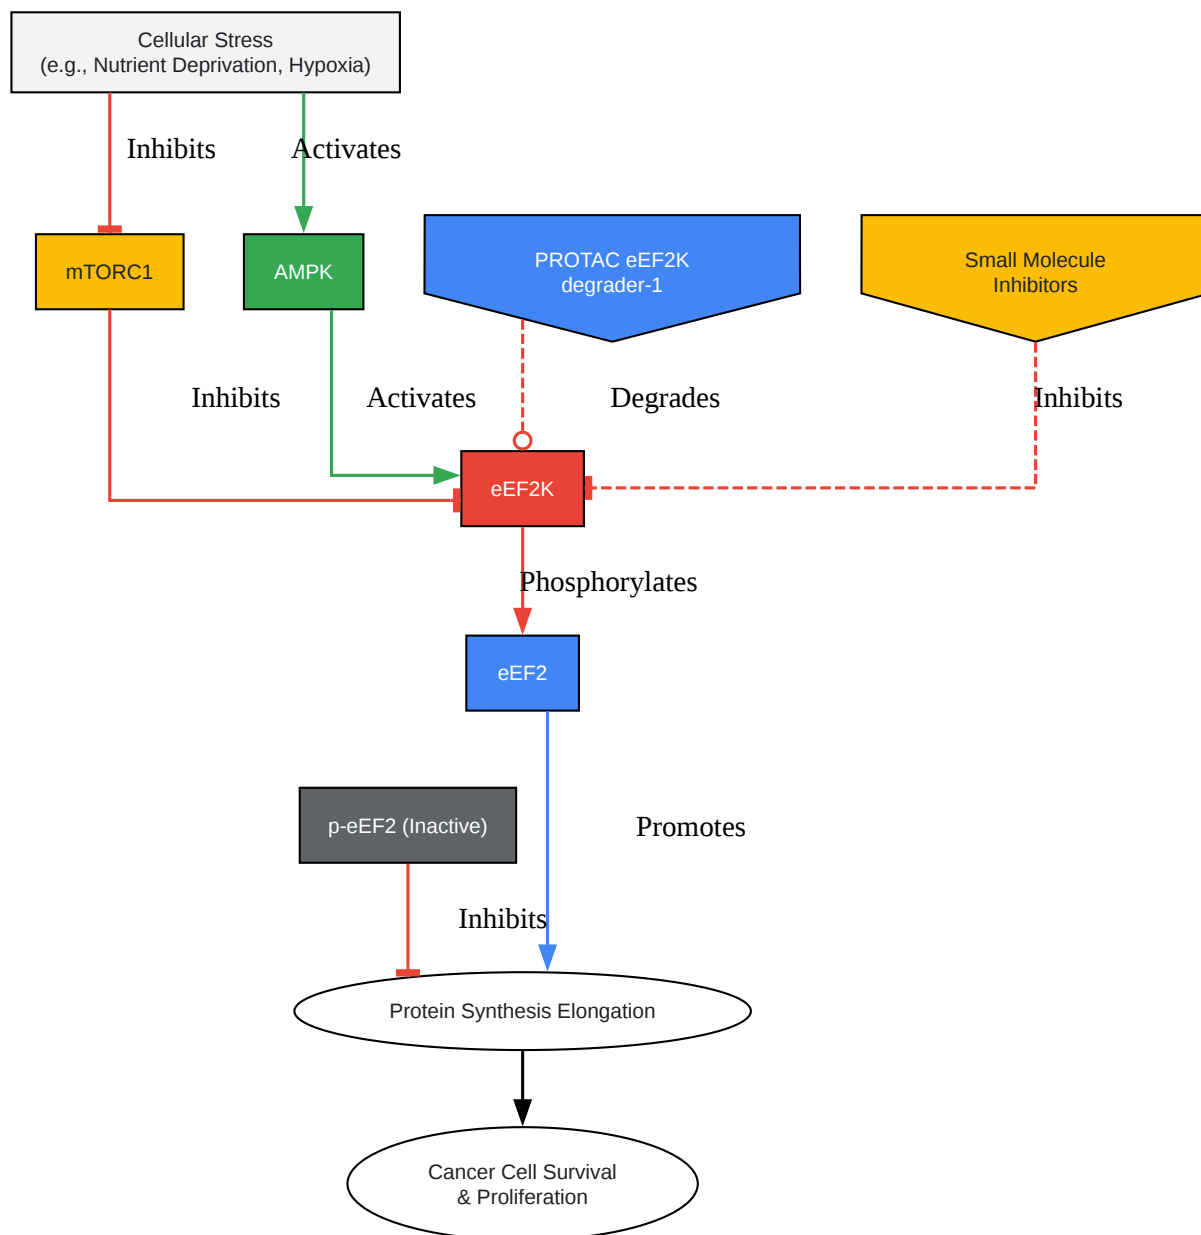 Cellular Stress
(e.g., Nutrient Deprivation, Hypoxia)
Inhibits
Activates
mTORC1
AMPK
PROTAC eEF2K
degrader-1
Small Molecule
Inhibitors
Inhibits
Activates
Degrades
Inhibits
eEF2K
Phosphorylates
eEF2
p-eEF2 (Inactive)
Promotes
Inhibits
Protein Synthesis Elongation
Cancer Cell Survival
& Proliferation